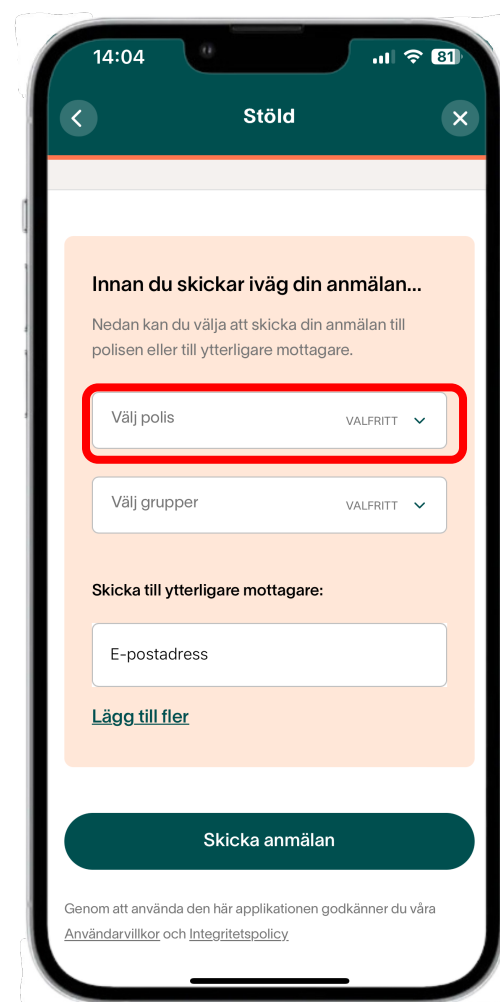 14:04
81
Stöld
Innan du skickar iväg din anmälan...
Nedan kan du välja att skicka din anmälan till
polisen eller till ytterligare mottagare.
Välj polis VALFRITT
Välj grupper VALFRITT
Skicka till ytterligare mottagare:
E-postadress
Lägg till fler
Skicka anmälan
Genom att använda den här applikationen godkänner du våra
Användarvillkor och Integritetspolicy